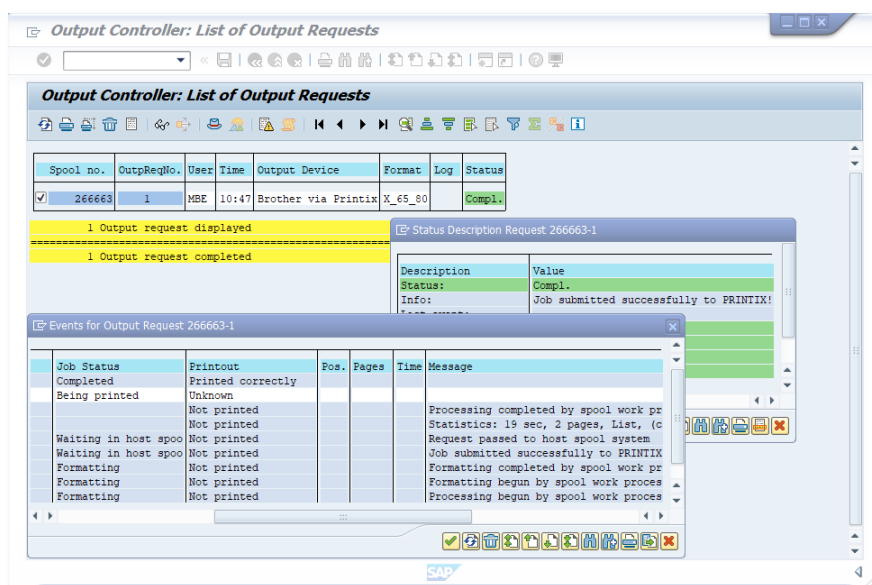 Output Controller: List of Output Requests
Output Controller: List of Output Requests
Spool no. OutpReqNo. User Time Output Device Format Log Status
266663 1 MBE 10:47 Brother via Printix X_65_80 Compl.
1 Output request displayed
1 Output request completed
Status Description Request 266663-1
Description Value
Status: Compl.
Info: Job submitted successfully to PRINTIX!
Events for Output Request 266663-1
Job Status Printout Pos. Pages Time Message
Completed Printed correctly
Being printed Unknown
Not printed Processing completed by spool work pr
Not printed Statistics: 19 sec, 2 pages, List, (c
Waiting in host spoo Not printed Request passed to host spool system
Waiting in host spoo Not printed Job submitted successfully to PRINTIX
Formatting Not printed Formatting completed by spool work pr
Formatting Not printed Formatting begun by spool work proces
Formatting Not printed Processing begun by spool work proces
SAP